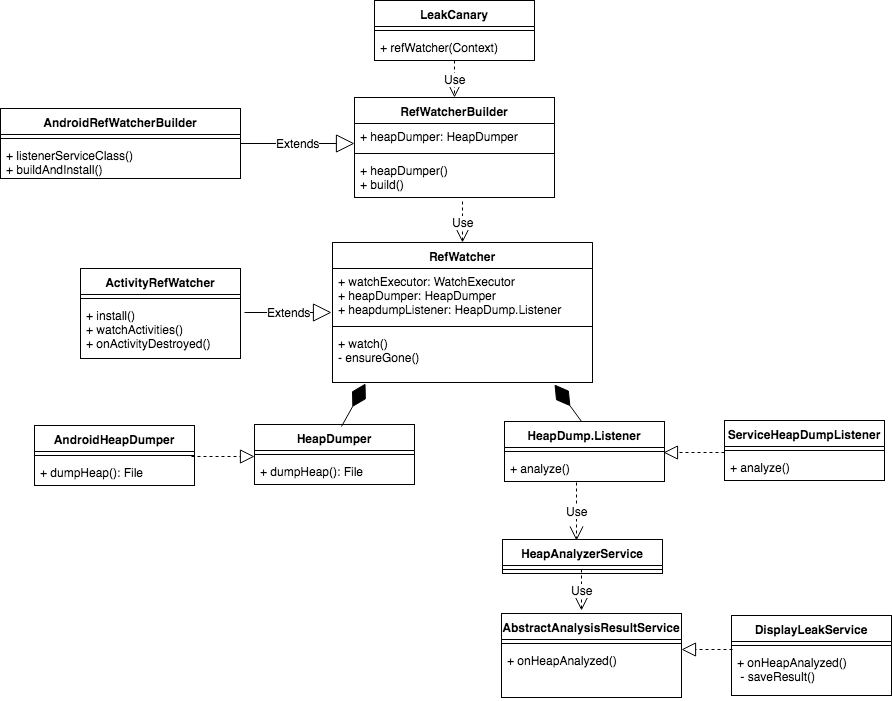 LeakCanary
+ refWatcher(Context)
Use
AndroidRefWatcherBuilder
+ listenerServiceClass()
+ buildAndInstall()
Extends
RefWatcherBuilder
+ heapDumper: HeapDumper
+ heapDumper()
+ build()
Use
ActivityRefWatcher
+ install()
+ watchActivities()
+ onActivityDestroyed()
Extends
RefWatcher
+ watchExecutor: WatchExecutor
+ heapDumper: HeapDumper
+ heapdumpListener: HeapDump.Listener
+ watch()
- ensureGone()
AndroidHeapDumper
+ dumpHeap(): File
HeapDumper
+ dumpHeap(): File
HeapDump.Listener
+ analyze()
ServiceHeapDumpListener
+ analyze()
Use
HeapAnalyzerService
Use
AbstractAnalysisResultService
+ onHeapAnalyzed()
DisplayLeakService
+ onHeapAnalyzed()
- saveResult()